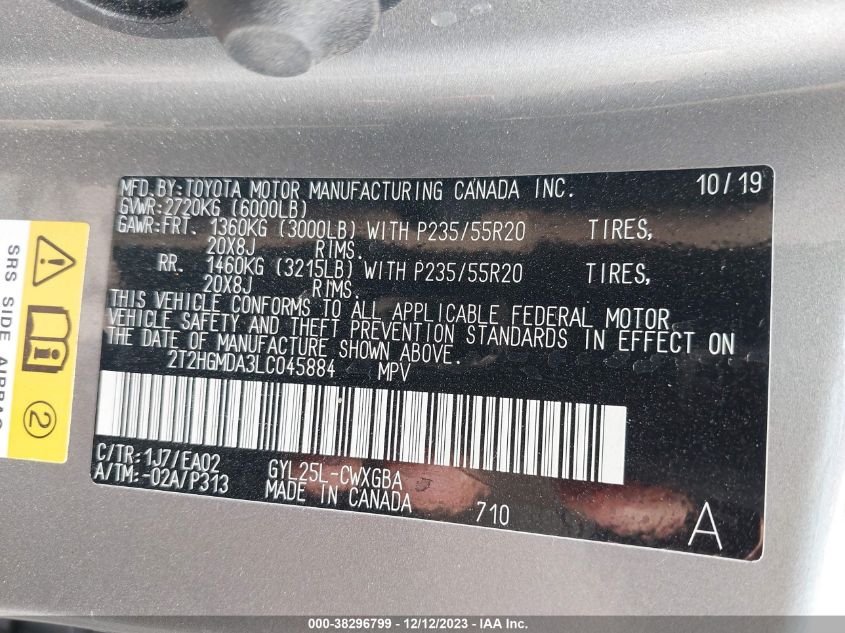 MFD. BY: TOYOTA MOTOR MANUFACTURING CANADA INC. 10/19
GVWR: 2720KG (6000LB)
GAWR: FRT. 1360KG (3000LB) WITH P235/55R20 TIRES,
20X8J RIMS.
RR. 1460KG (3215LB) WITH P235/55R20 TIRES,
20X8J RIMS.
THIS VEHICLE CONFORMS TO ALL APPLICABLE FEDERAL MOTOR
VEHICLE SAFETY AND THEFT PREVENTION STANDARDS IN EFFECT ON
THE DATE OF MANUFACTURE SHOWN ABOVE.
2T2HGMDA3LC045884 MPV
C/TR: 1J7/EA02 GYL25L-CWXGBA
A/TM: -02A/P313 MADE IN CANADA 710 A
SRS SIDE AIRBAG
2
000-38296799 - 12/12/2023 - IAA Inc.